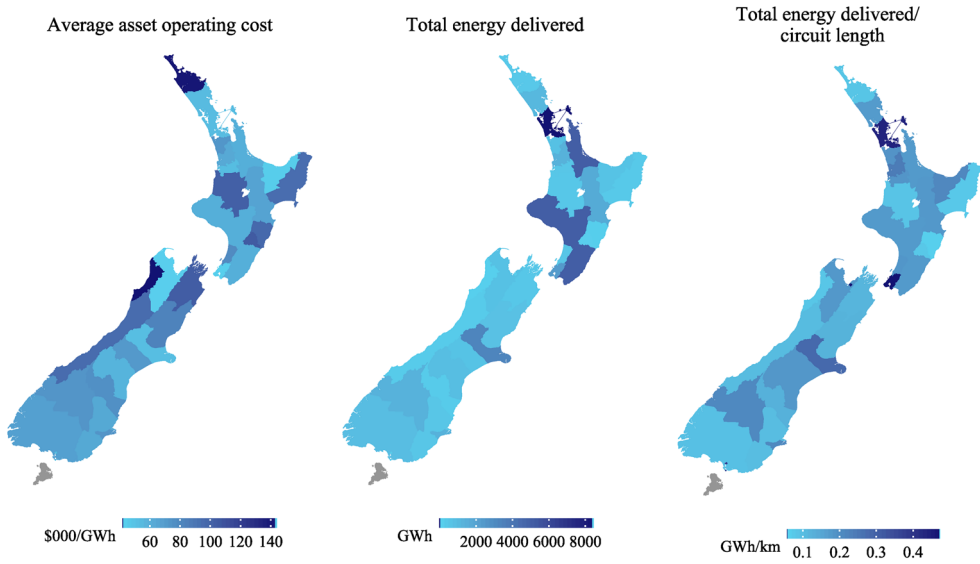 Average asset operating cost
Total energy delivered
Total energy delivered/
circuit length
$000/GWh
60 80 100 120 140
GWh
2000 4000 6000 8000
GWh/km
0.1 0.2 0.3 0.4